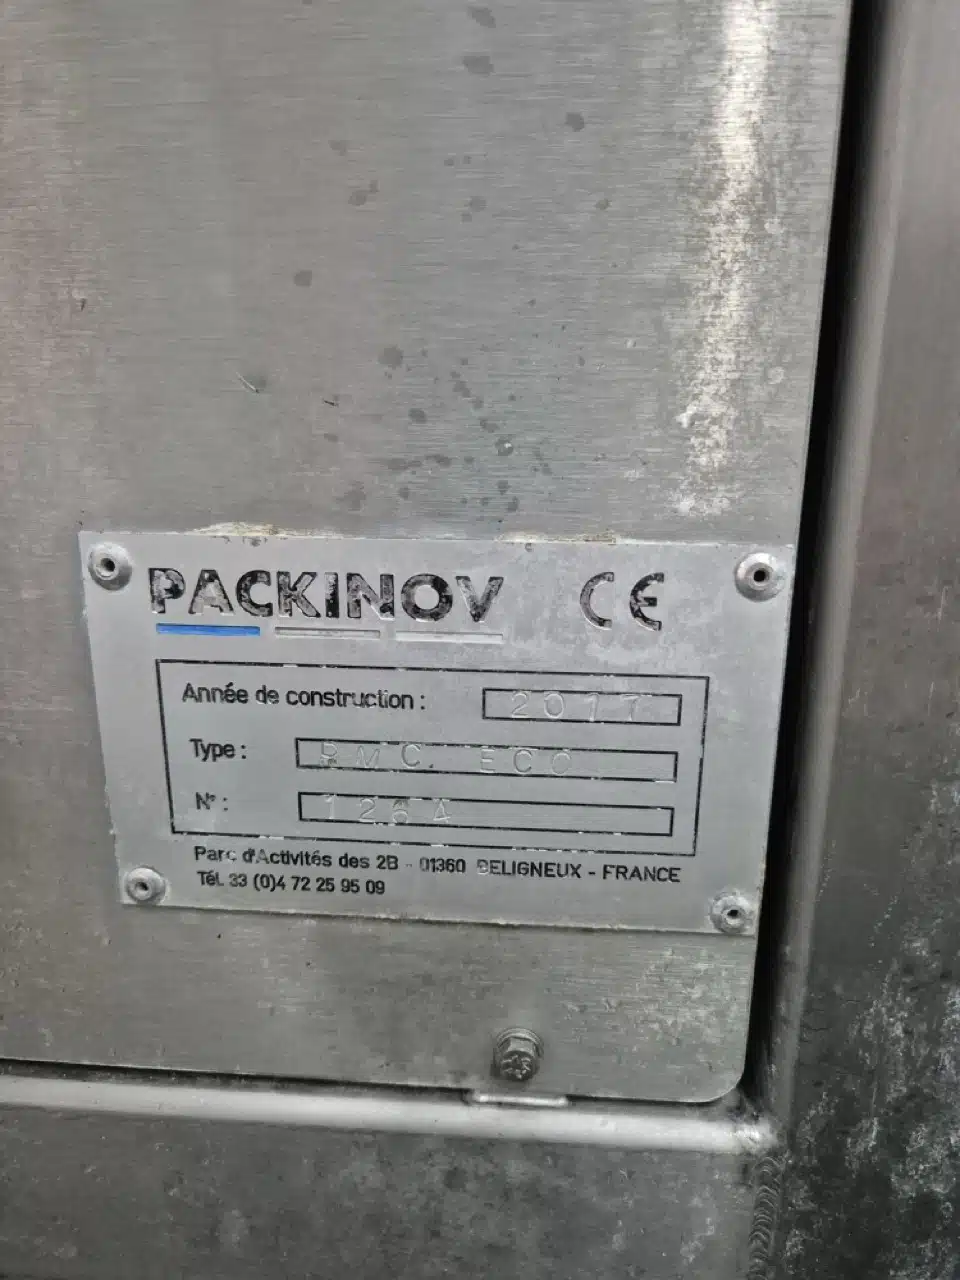 PACKINOV CE
Année de construction : 2017
Type : RMC. ECO
N° : 1264
Parc d'Activités des 2B - 01360 BELIGNEUX - FRANCE
Tél. 33 (0)4 72 25 95 09